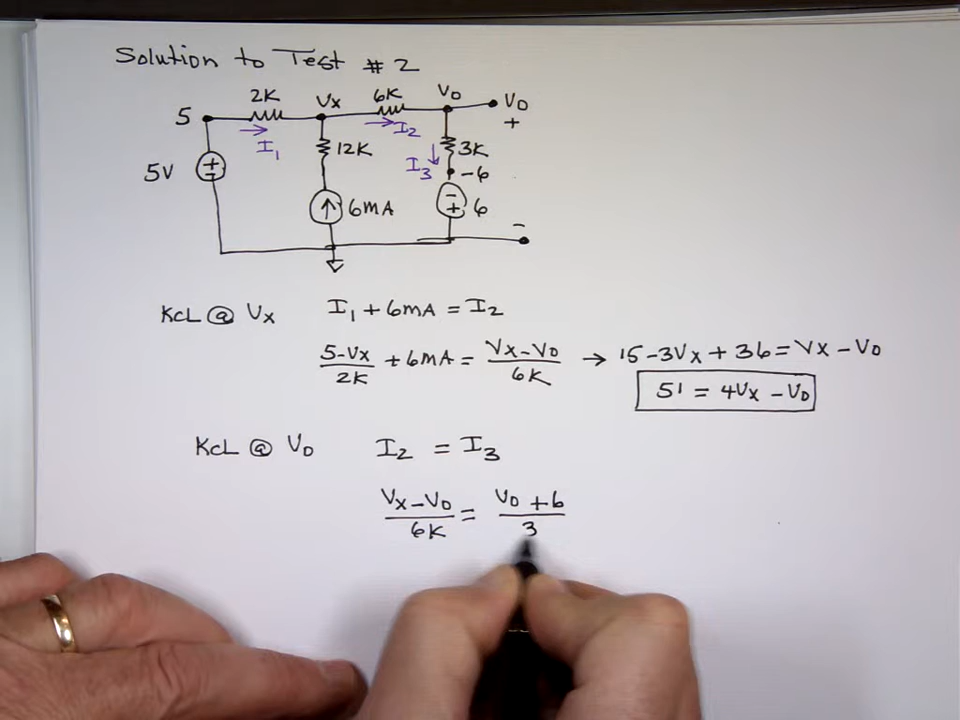 Solution to Test #2
5 2K Vx 6K VO VO
+
I1 I2
5V + - 12K I3 3K
-6
6mA - + 6
-
KCL @ Vx I1 + 6mA = I2
5-Vx/2K + 6mA = Vx-VO/6K → 15-3Vx+36=Vx-VO
51 = 4Vx - VO
KCL @ VO I2 = I3
Vx-VO/6K = VO+6/3